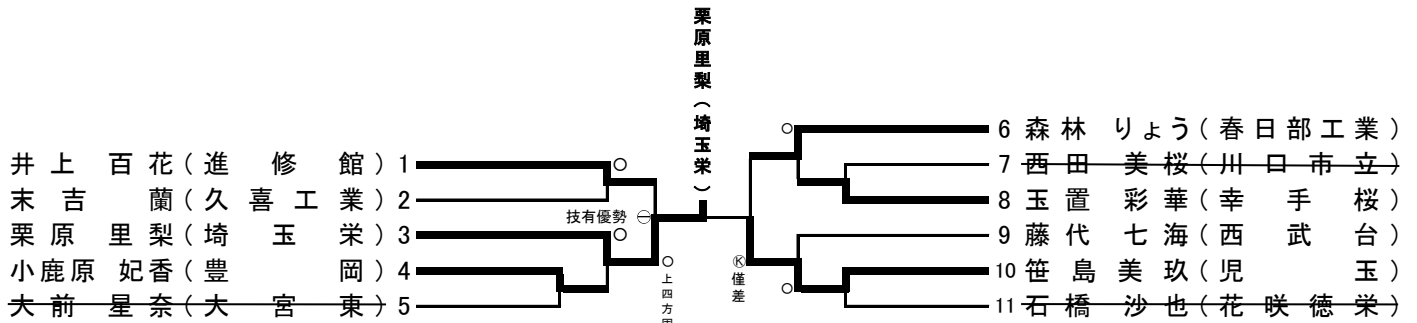 栗原里梨（埼玉栄）
井上 百花（進修館）1
末吉 蘭（久喜工業）2
栗原 里梨（埼玉栄）3
小鹿原 妃香（豊岡）4
大前 星奈（大宮東）5
○
技有優勢 ㊀
○
○上四方固
○
Ⓚ僅差
○
6 森林 りょう（春日部工業）
7 西田 美桜（川口市立）
8 玉置 彩華（幸手桜）
9 藤代 七海（西武台）
10 笹島 美玖（児玉）
11 石橋 沙也（花咲徳栄）